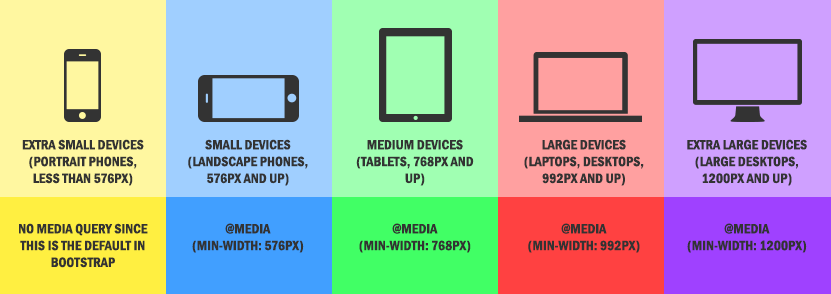 EXTRA SMALL DEVICES
(PORTRAIT PHONES,
LESS THAN 576PX)
SMALL DEVICES
(LANDSCAPE PHONES,
576PX AND UP)
MEDIUM DEVICES
(TABLETS, 768PX AND
UP)
LARGE DEVICES
(LAPTOPS, DESKTOPS,
992PX AND UP)
EXTRA LARGE DEVICES
(LARGE DESKTOPS,
1200PX AND UP)
NO MEDIA QUERY SINCE
THIS IS THE DEFAULT IN
BOOTSTRAP
@MEDIA
(MIN-WIDTH: 576PX)
@MEDIA
(MIN-WIDTH: 768PX)
@MEDIA
(MIN-WIDTH: 992PX)
@MEDIA
(MIN-WIDTH: 1200PX)